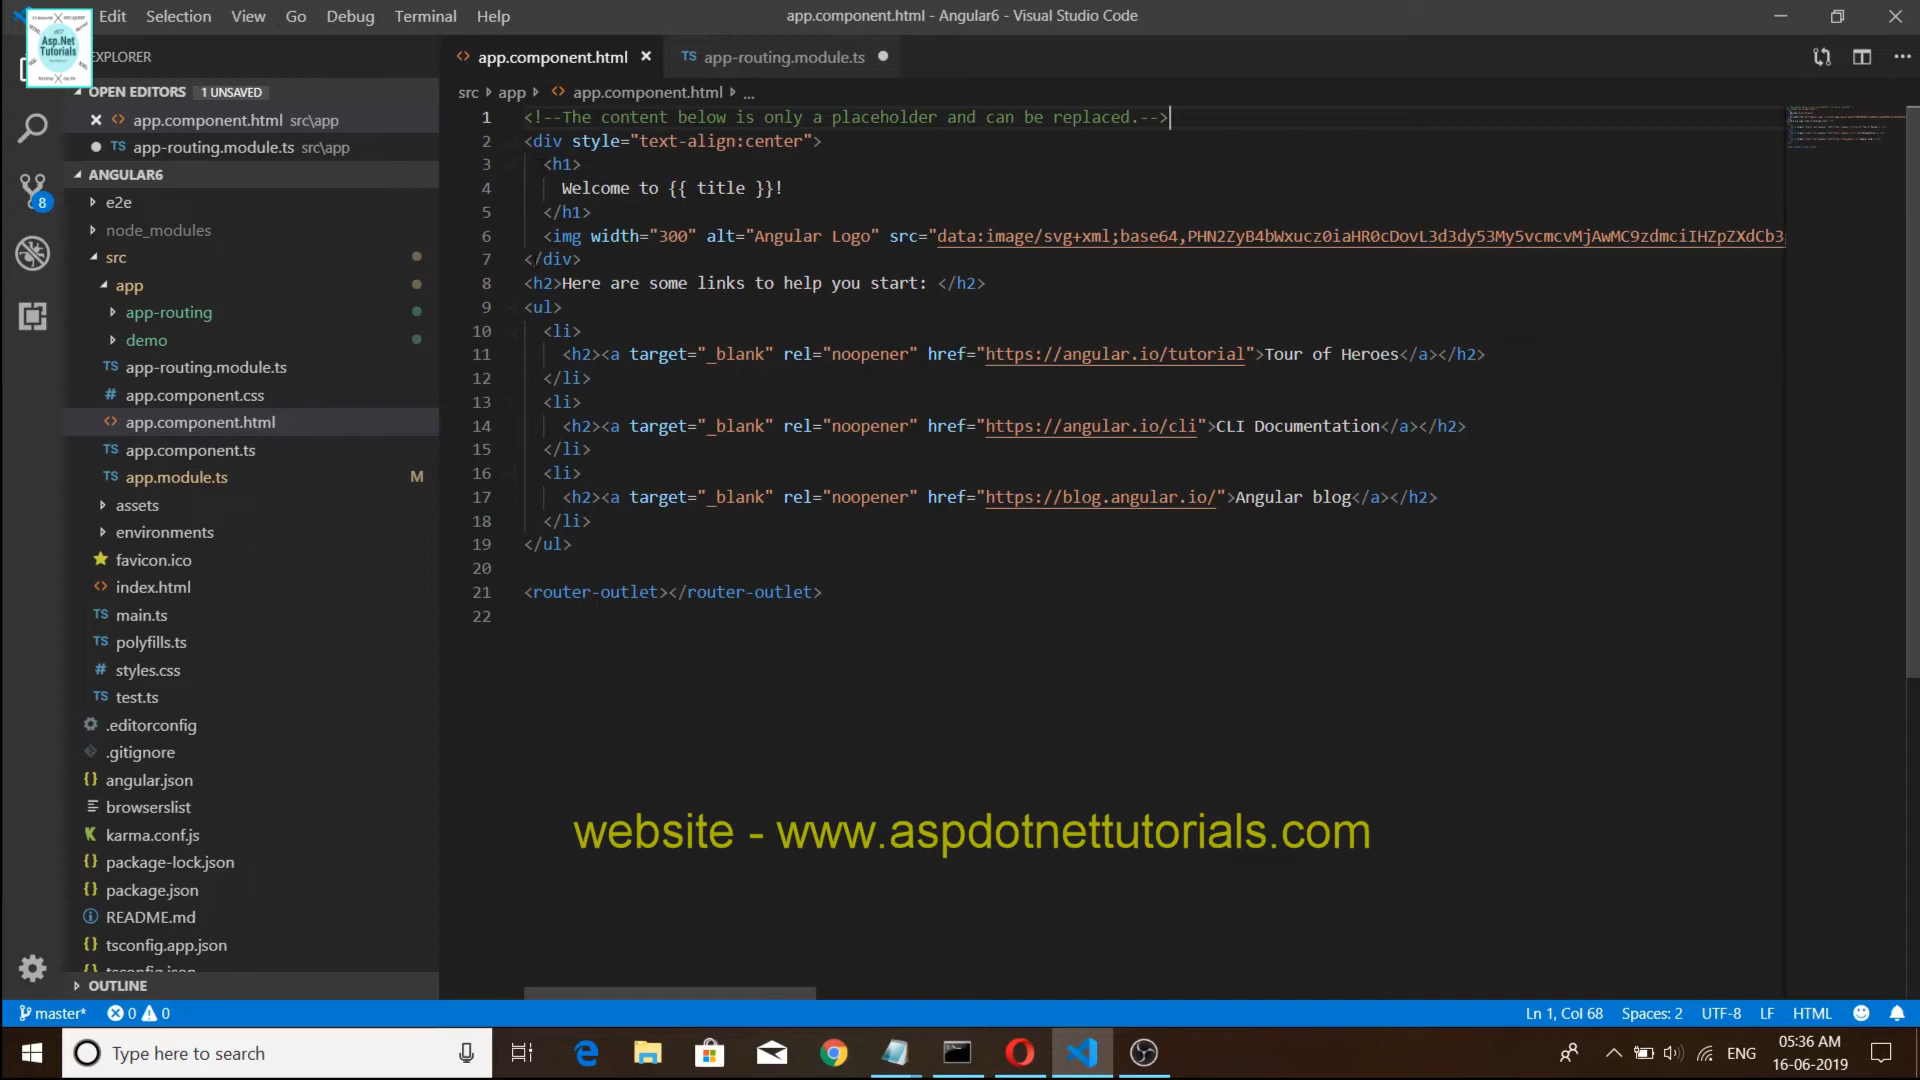 Edit Selection View Go Debug Terminal Help
app.component.html - Angular6 - Visual Studio Code
Asp.Net
Tutorials
EXPLORER
app.component.html
TS app-routing.module.ts
OPEN EDITORS 1 UNSAVED
app.component.html src\app
TS app-routing.module.ts src\app
src app app.component.html ...
ANGULAR6
e2e
node_modules
src
app
app-routing
demo
TS app-routing.module.ts
# app.component.css
app.component.html
TS app.component.ts
TS app.module.ts M
assets
environments
favicon.ico
index.html
TS main.ts
TS polyfills.ts
# styles.css
TS test.ts
.editorconfig
.gitignore
{} angular.json
browserslist
K karma.conf.js
{} package-lock.json
{} package.json
README.md
{} tsconfig.app.json
{} tsconfig.json
OUTLINE
8
1 <!--The content below is only a placeholder and can be replaced.-->
2 <div style="text-align:center">
3 <h1>
4 Welcome to {{ title }}!
5 </h1>
6 <img width="300" alt="Angular Logo" src="data:image/svg+xml;base64,PHN2ZyB4bWxucz0iaHR0cDovL3d3dy53My5vcmcvMjAwMC9zdmciIHZpZXdCb3
7 </div>
8 <h2>Here are some links to help you start: </h2>
9 <ul>
10 <li>
11 <h2><a target="_blank" rel="noopener" href="https://angular.io/tutorial">Tour of Heroes</a></h2>
12 </li>
13 <li>
14 <h2><a target="_blank" rel="noopener" href="https://angular.io/cli">CLI Documentation</a></h2>
15 </li>
16 <li>
17 <h2><a target="_blank" rel="noopener" href="https://blog.angular.io/">Angular blog</a></h2>
18 </li>
19 </ul>
20
21 <router-outlet></router-outlet>
22
website - www.aspdotnettutorials.com
master* 0 0
Ln 1, Col 68 Spaces: 2 UTF-8 LF HTML
Type here to search
ENG
05:36 AM
16-06-2019